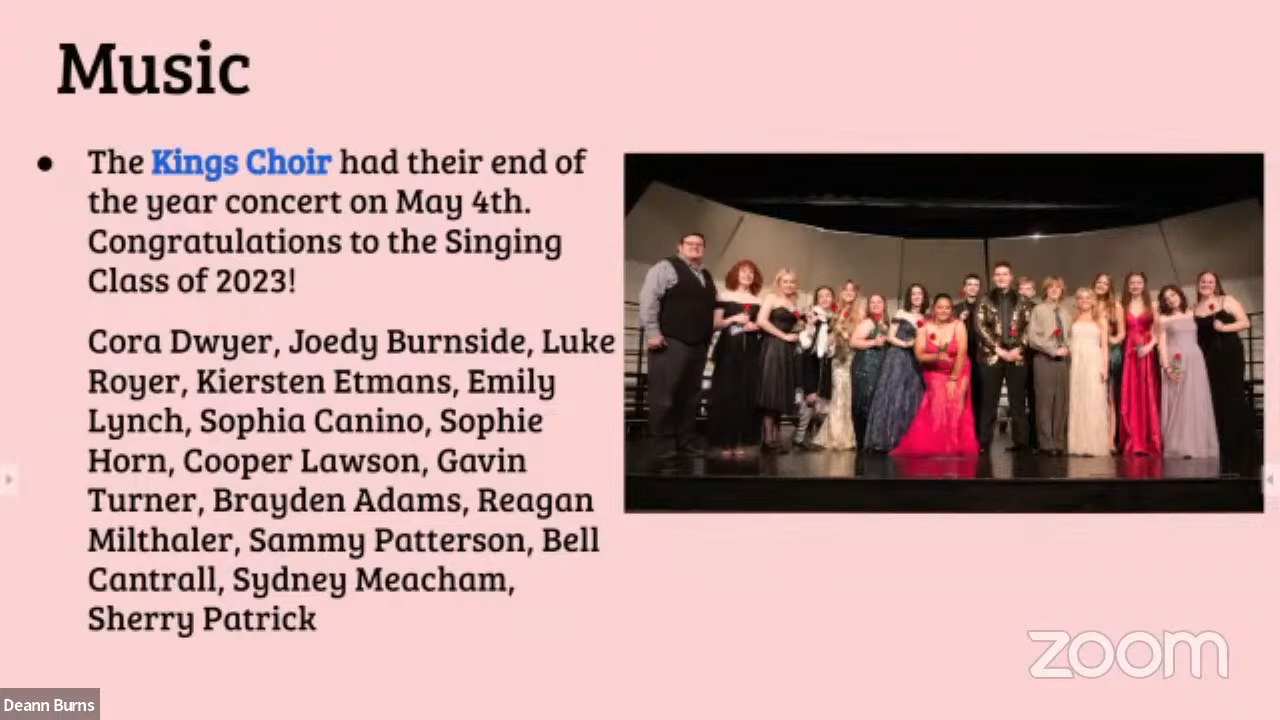 Music
● The Kings Choir had their end of
the year concert on May 4th.
Congratulations to the Singing
Class of 2023!
Cora Dwyer, Joedy Burnside, Luke
Royer, Kiersten Etmans, Emily
Lynch, Sophia Canino, Sophie
Horn, Cooper Lawson, Gavin
Turner, Brayden Adams, Reagan
Milthaler, Sammy Patterson, Bell
Cantrall, Sydney Meacham,
Sherry Patrick
zoom
Deann Burns